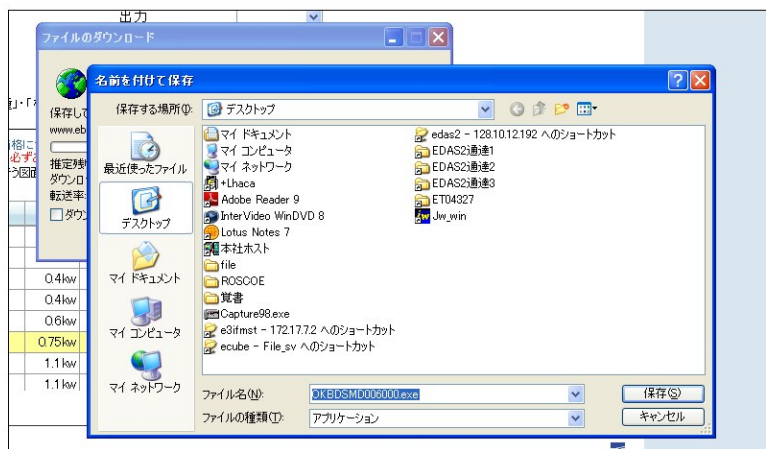 出力
ファイルのダウンロード
名前を付けて保存
保存する場所(I):
デスクトップ
保存して
www.eb
推定残
ダウンロ
転送率:
ダウン
最近使ったファイル
デスクトップ
マイ ドキュメント
マイ コンピュータ
マイ ネットワーク
マイ ドキュメント
マイ コンピュータ
マイ ネットワーク
+Lhaca
Adobe Reader 9
InterVideo WinDVD 8
Lotus Notes 7
本社ホスト
file
ROSCOE
覚書
Capture98.exe
e3ifmst - 172.17.7.2 へのショートカット
ecube - File_sv へのショートカット
edas2 - 128.10.12.192 へのショートカット
EDAS2通達1
EDAS2通達2
EDAS2通達3
ET04327
Jw_win
0.4kw
0.4kw
0.6kw
0.75kw
1.1kw
1.1kw
ファイル名(N):
OKBDSMD006000.exe
保存(S)
ファイルの種類(T):
アプリケーション
キャンセル